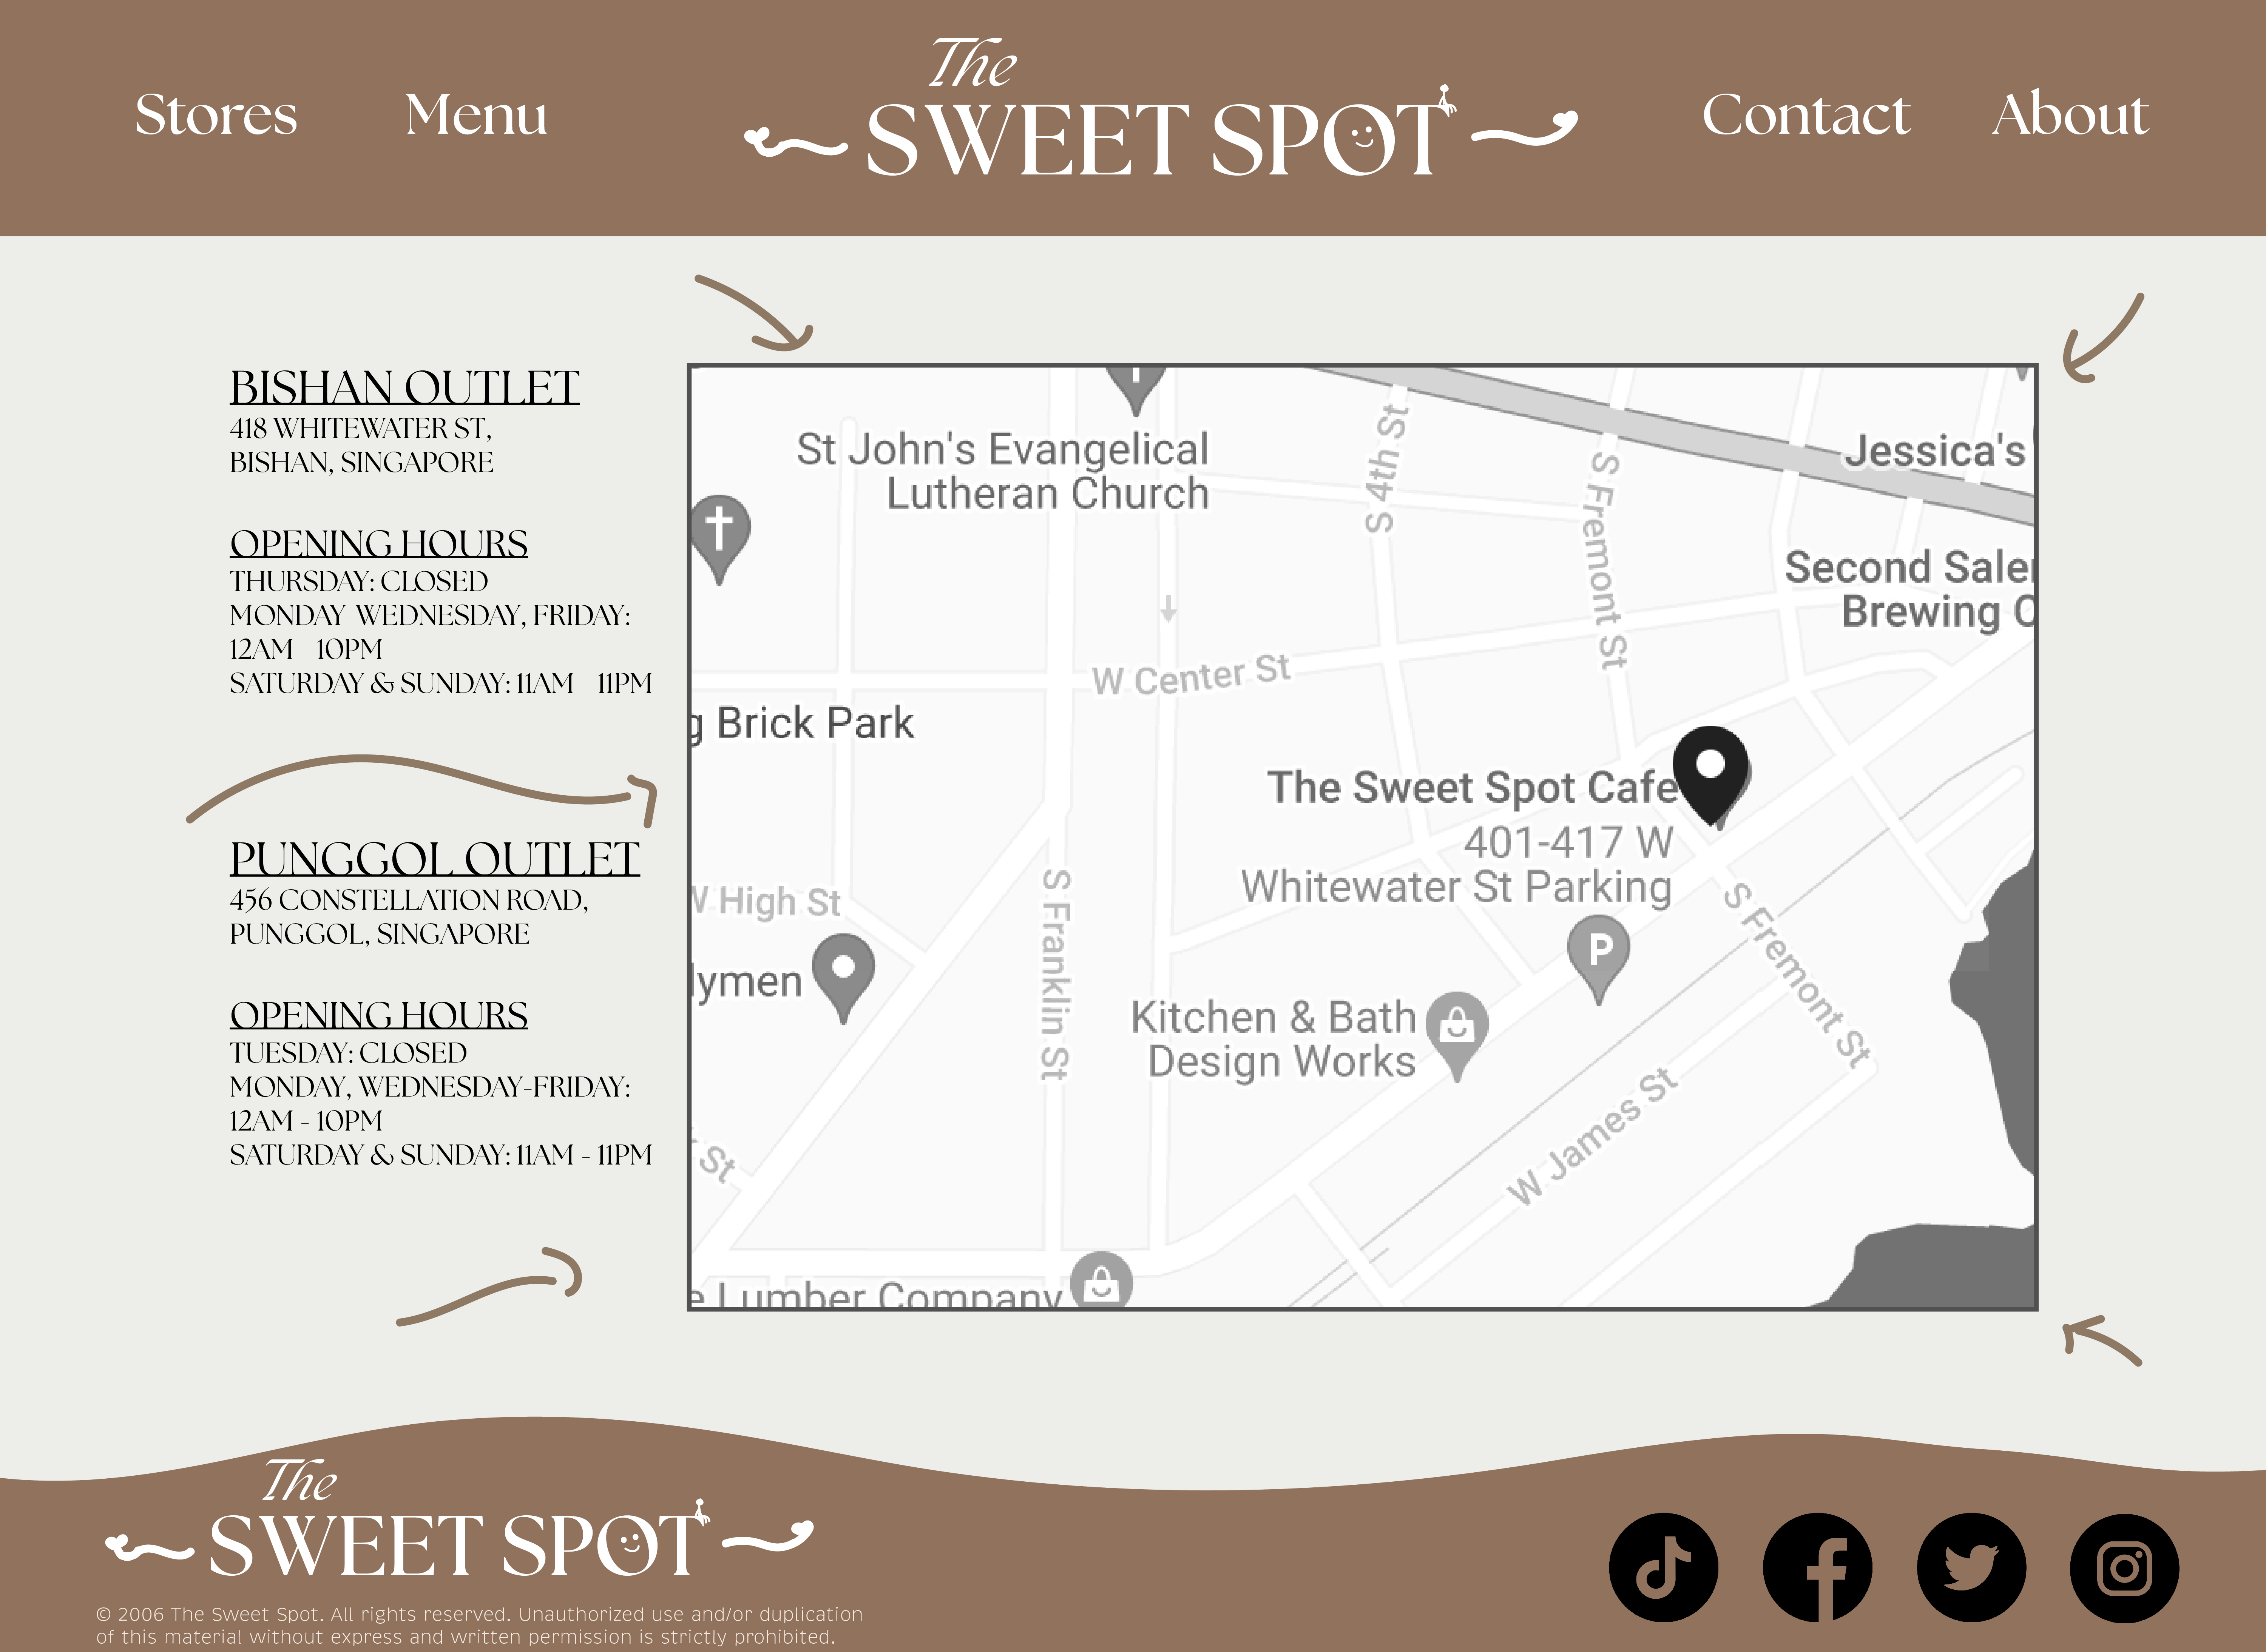 The
Stores Menu SWEET SPOT Contact About
BISHAN OUTLET
418 WHITEWATER ST,
BISHAN, SINGAPORE
OPENING HOURS
THURSDAY: CLOSED
MONDAY-WEDNESDAY, FRIDAY:
12AM - 10PM
SATURDAY & SUNDAY: 11AM - 11PM
PUNGGOL OUTLET
456 CONSTELLATION ROAD,
PUNGGOL, SINGAPORE
OPENING HOURS
TUESDAY: CLOSED
MONDAY, WEDNESDAY-FRIDAY:
12AM - 10PM
SATURDAY & SUNDAY: 11AM - 11PM
St John's Evangelical
Lutheran Church
S 4th St
S Fremont St
Jessica's
Second Saler
Brewing C
W Center St
g Brick Park
The Sweet Spot Cafe
401-417 W
Whitewater St Parking
P
W High St
S Franklin St
S Fremont St
lymen
Kitchen & Bath
Design Works
W James St
St
e Lumber Company
The
SWEET SPOT
© 2006 The Sweet Spot. All rights reserved. Unauthorized use and/or duplication
of this material without express and written permission is strictly prohibited.